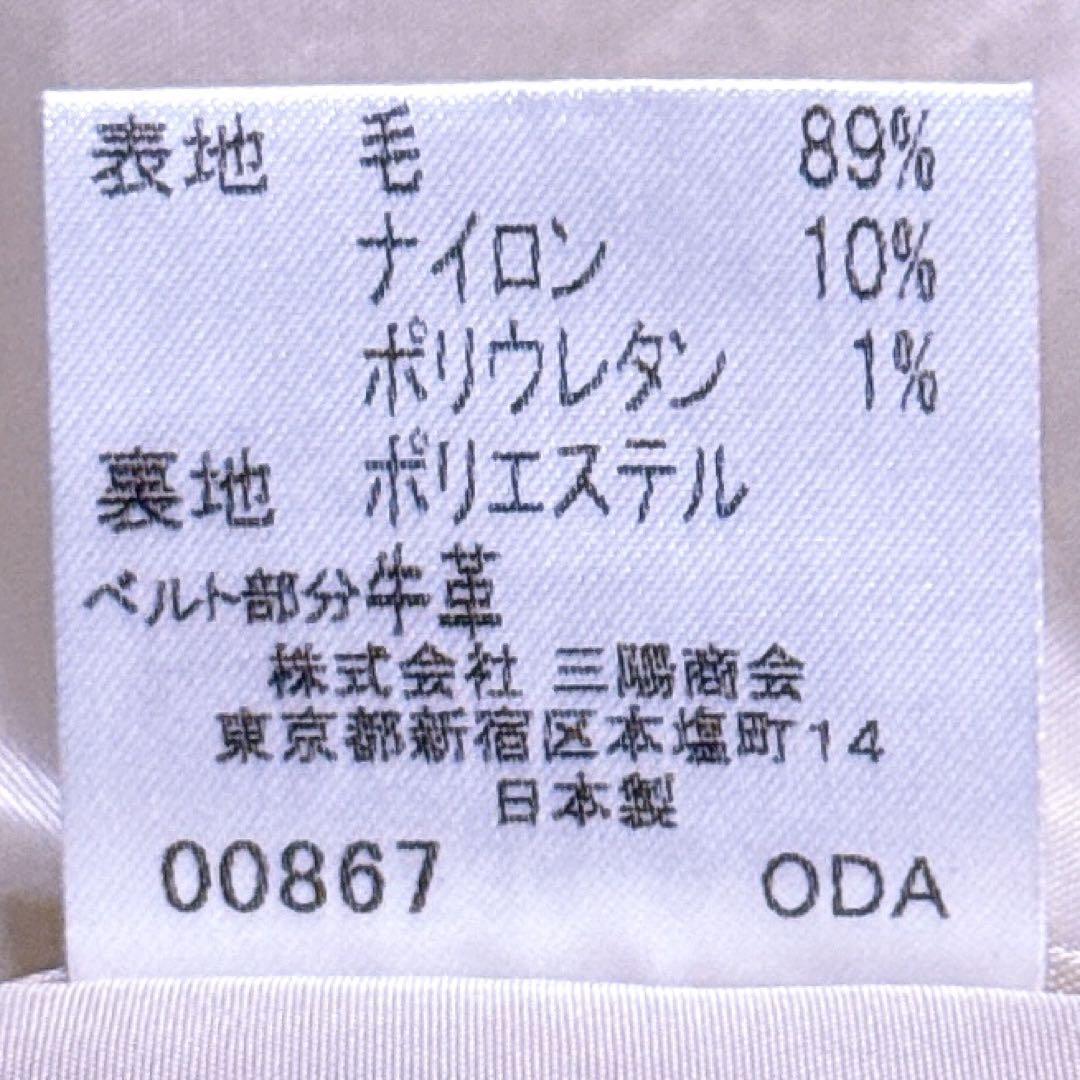 表地 毛 89%
ナイロン 10%
ポリウレタン 1%
裏地 ポリエステル
ベルト部分 牛革
株式会社 三陽商会
東京都新宿区本塩町14
日本製
00867 ODA